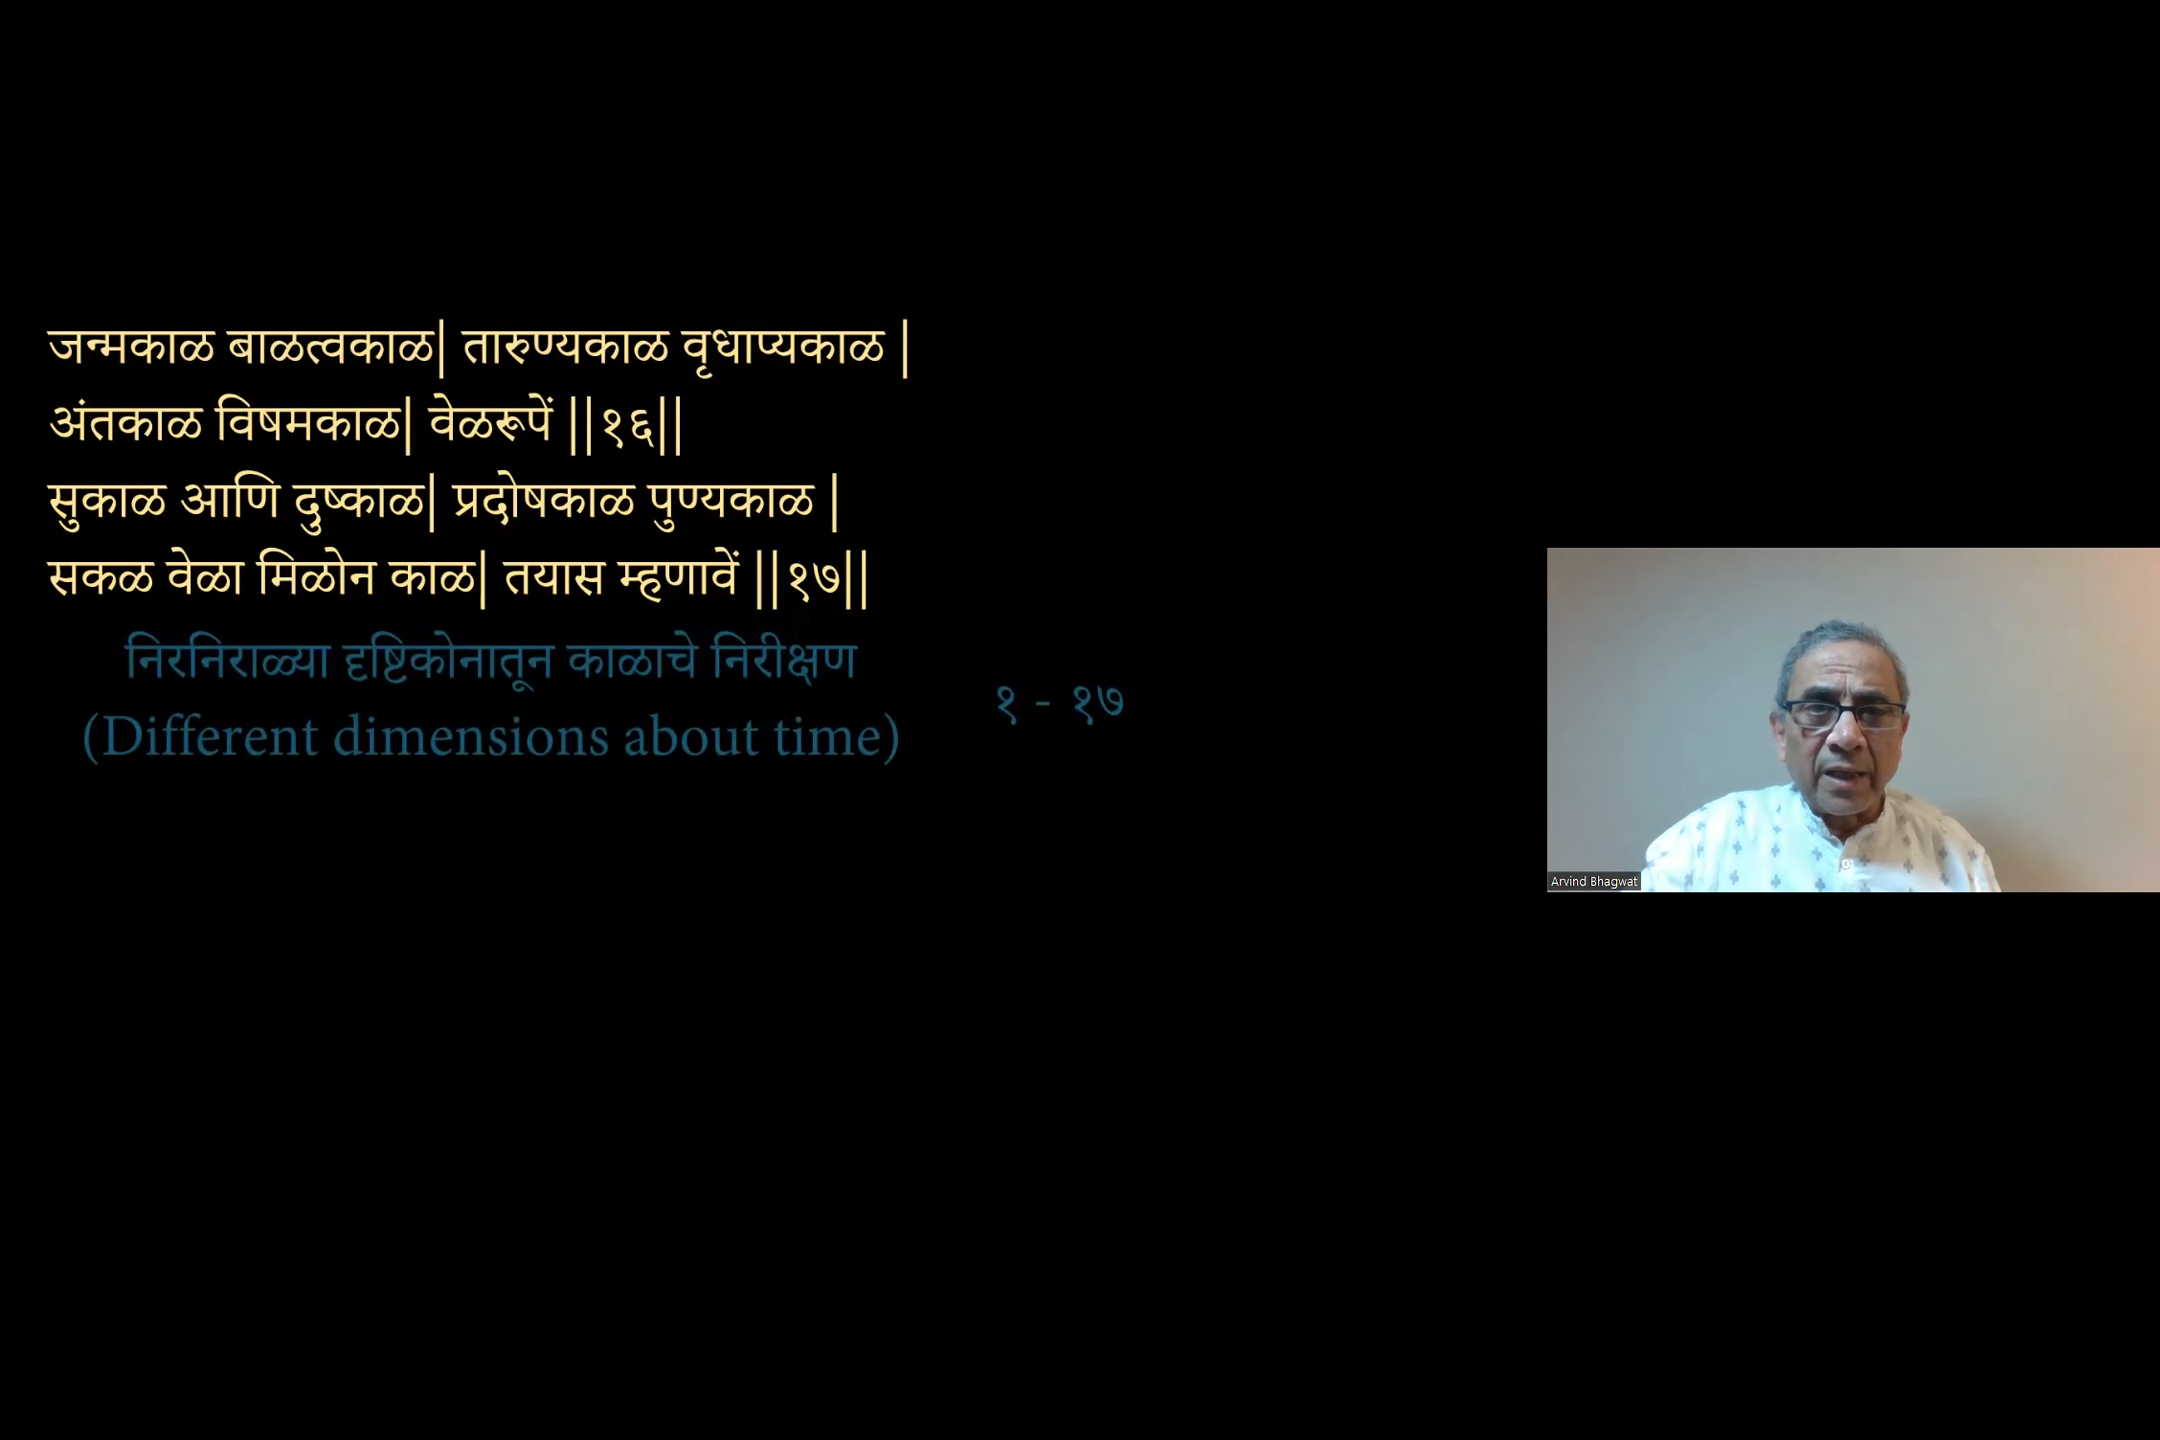 जन्मकाळ बाळत्वकाळ| तारुण्यकाळ वृधाप्यकाळ |
अंतकाळ विषमकाळ| वेळरूपें ||१६||
सुकाळ आणि दुष्काळ| प्रदोषकाळ पुण्यकाळ |
सकळ वेळा मिळोन काळ| तयास म्हणावें ||१७||
निरनिराळ्या दृष्टिकोनातून काळाचे निरीक्षण
(Different dimensions about time)
१ - १७
Arvind Bhagwat